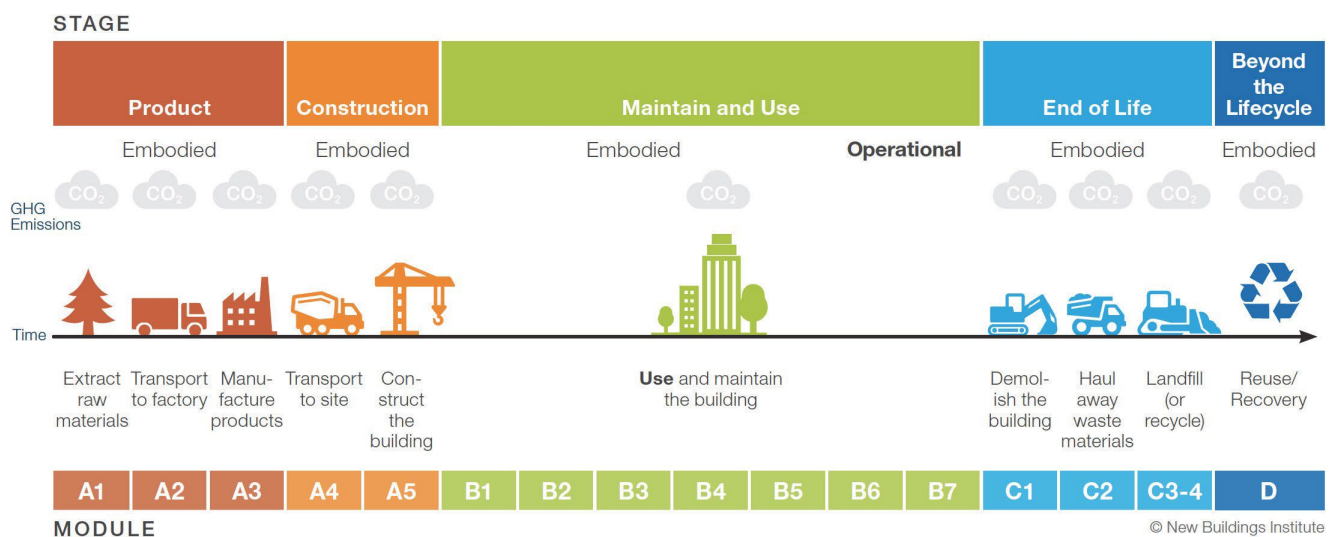 STAGE
Product
Construction
Maintain and Use
End of Life
Beyond
the
Lifecycle
Embodied
Embodied
Embodied
Operational
Embodied
Embodied
GHG
Emissions
CO2
CO2
CO2
CO2
CO2
CO2
CO2
CO2
CO2
CO2
Time
Extract
raw
materials
Transport
to factory
Manu-
facture
products
Transport
to site
Con-
struct
the
building
Use and maintain
the building
Demol-
ish the
building
Haul
away
waste
materials
Landfill
(or
recycle)
Reuse/
Recovery
A1
A2
A3
A4
A5
B1
B2
B3
B4
B5
B6
B7
C1
C2
C3-4
D
MODULE
© New Buildings Institute